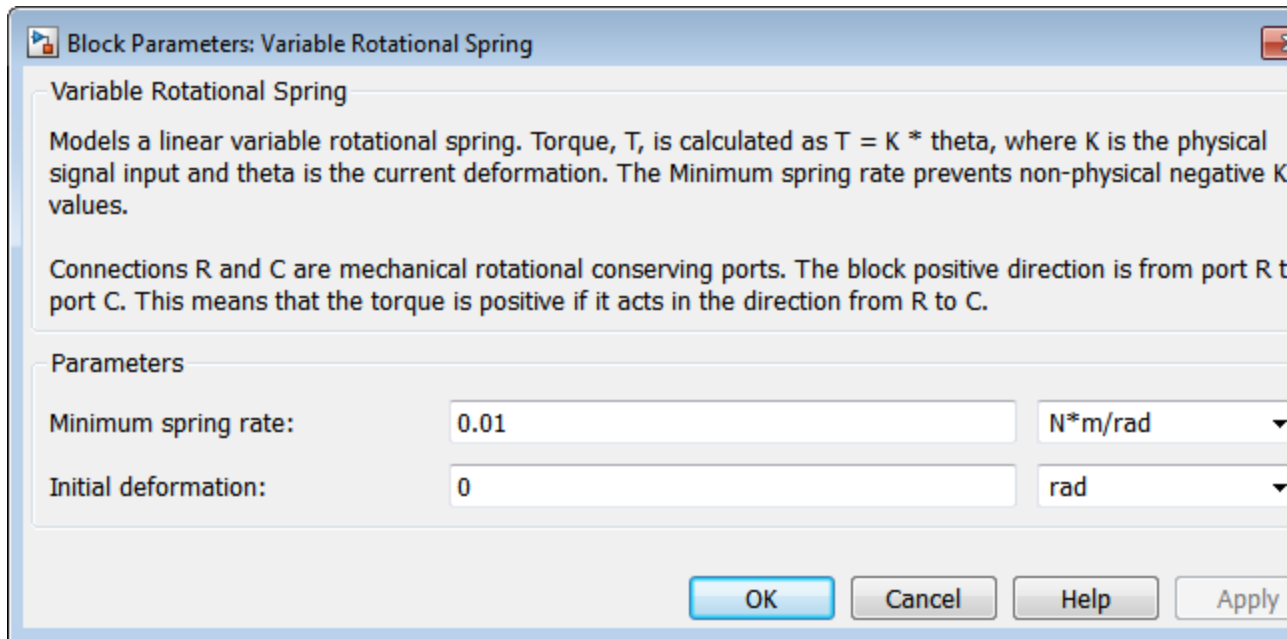 Block Parameters: Variable Rotational Spring
Variable Rotational Spring
Models a linear variable rotational spring. Torque, T, is calculated as T = K * theta, where K is the physical
signal input and theta is the current deformation. The Minimum spring rate prevents non-physical negative K
values.
Connections R and C are mechanical rotational conserving ports. The block positive direction is from port R t
port C. This means that the torque is positive if it acts in the direction from R to C.
Parameters
Minimum spring rate: 0.01 N*m/rad
Initial deformation: 0 rad
OK Cancel Help Apply